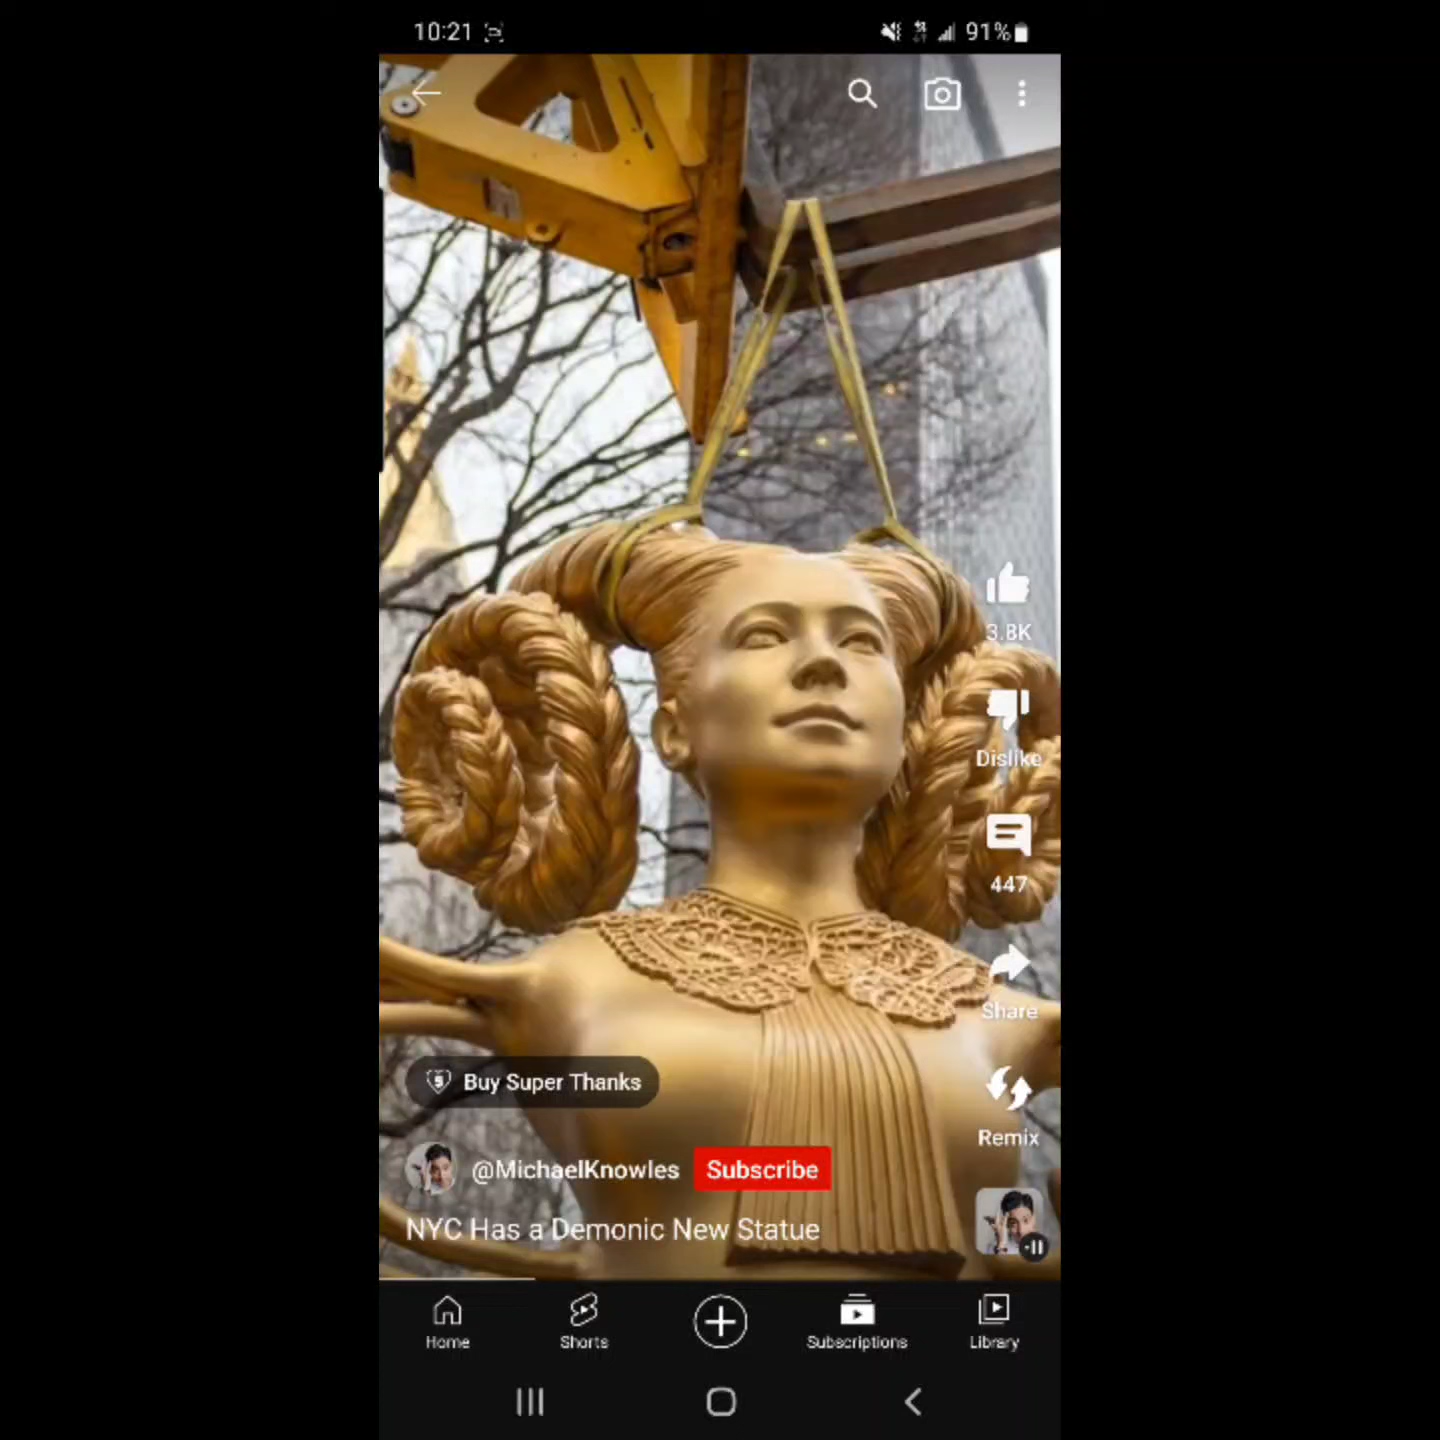 10:21
91%
3.8K
Dislike
447
Share
Buy Super Thanks
Remix
@MichaelKnowles Subscribe
NYC Has a Demonic New Statue
Home Shorts Subscriptions Library